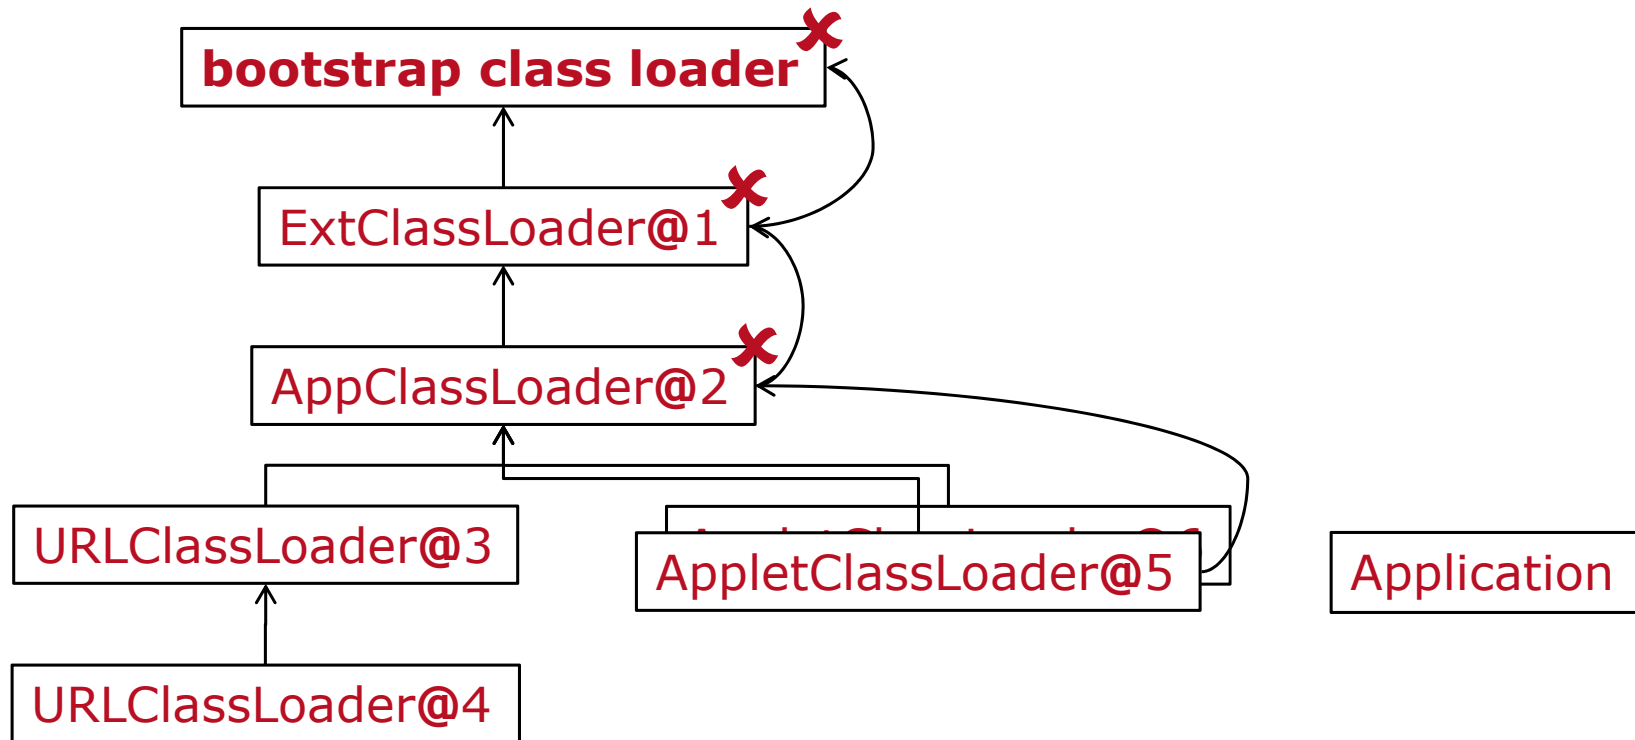 bootstrap class loader
ExtClassLoader@1
AppClassLoader@2
URLClassLoader@3
AppletClassLoader@5
Application
URLClassLoader@4